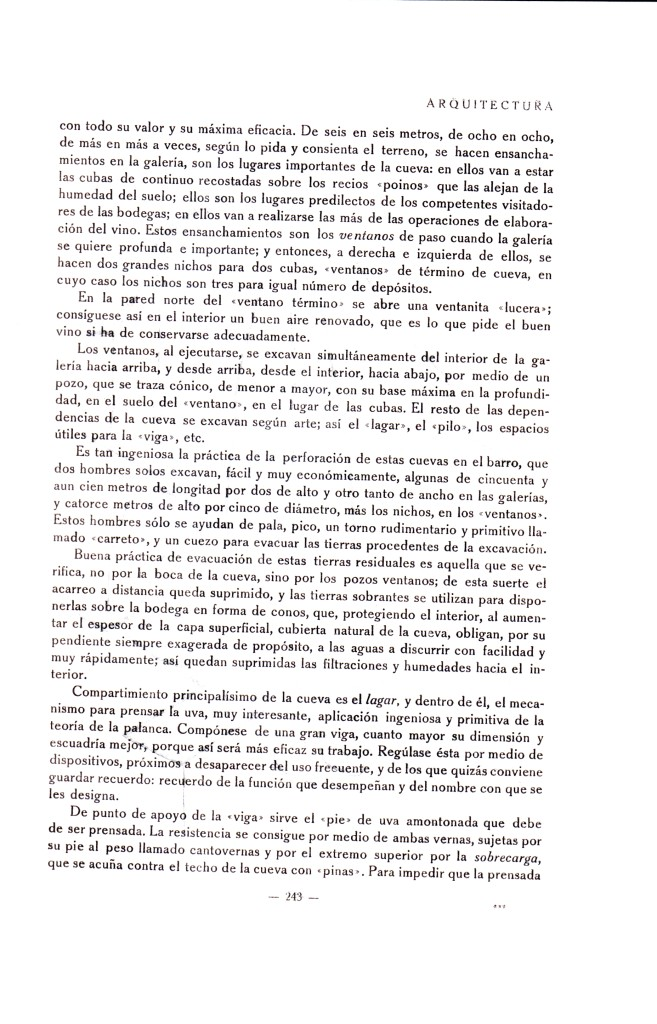 ARQUITECTURA
con todo su valor y su máxima eficacia. De seis en seis metros, de ocho en ocho,
de más en más a veces, según lo pida y consienta el terreno, se hacen ensancha-
mientos en la galería, son los lugares importantes de la cueva: en ellos van a estar
las cubas de continuo recostadas sobre los recios «poinos» que las alejan de la
humedad del suelo; ellos son los lugares predilectos de los competentes visitado-
res de las bodegas; en ellos van a realizarse las más de las operaciones de elabora-
ción del vino. Estos ensanchamientos son los ventanos de paso cuando la galería
se quiere profunda e importante; y entonces, a derecha e izquierda de ellos, se
hacen dos grandes nichos para dos cubas, «ventanos» de término de cueva, en
cuyo caso los nichos son tres para igual número de depósitos.
En la pared norte del «ventano término» se abre una ventanita «lucera»;
consíguese así en el interior un buen aire renovado, que es lo que pide el buen
vino si ha de conservarse adecuadamente.
Los ventanos, al ejecutarse, se excavan simultáneamente del interior de la ga-
lería hacia arriba, y desde arriba, desde el interior, hacia abajo, por medio de un
pozo, que se traza cónico, de menor a mayor, con su base máxima en la profundi-
dad, en el suelo del «ventano», en el lugar de las cubas. El resto de las depen-
dencias de la cueva se excavan según arte; así el «lagar», el «pilo», los espacios
útiles para la «viga», etc.
Es tan ingeniosa la práctica de la perforación de estas cuevas en el barro, que
dos hombres solos excavan, fácil y muy económicamente, algunas de cincuenta y
aun cien metros de longitad por dos de alto y otro tanto de ancho en las galerías,
y catorce metros de alto por cinco de diámetro, más los nichos, en los «ventanos».
Estos hombres sólo se ayudan de pala, pico, un torno rudimentario y primitivo lla-
mado «carreto», y un cuezo para evacuar las tierras procedentes de la excavación.
Buena práctica de evacuación de estas tierras residuales es aquella que se ve-
rifica, no por la boca de la cueva, sino por los pozos ventanos; de esta suerte el
acarreo a distancia queda suprimido, y las tierras sobrantes se utilizan para dispo-
nerlas sobre la bodega en forma de conos, que, protegiendo el interior, al aumen-
tar el espesor de la capa superficial, cubierta natural de la cueva, obligan, por su
pendiente siempre exagerada de propósito, a las aguas a discurrir con facilidad y
muy rápidamente; así quedan suprimidas las filtraciones y humedades hacia el in-
terior.
Compartimiento principalísimo de la cueva es el lagar, y dentro de él, el meca-
nismo para prensar la uva, muy interesante, aplicación ingeniosa y primitiva de la
teoría de la palanca. Compónese de una gran viga, cuanto mayor su dimensión y
escuadría mejor, porque así será más eficaz su trabajo. Regúlase ésta por medio de
dispositivos, próximos a desaparecer del uso frecuente, y de los que quizás conviene
guardar recuerdo: recuerdo de la función que desempeñan y del nombre con que se
les designa.
De punto de apoyo de la «viga» sirve el «pie» de uva amontonada que debe
de ser prensada. La resistencia se consigue por medio de ambas vernas, sujetas por
su pie al peso llamado cantovernas y por el extremo superior por la sobrecarga,
que se acuña contra el techo de la cueva con «pinas». Para impedir que la prensada
— 243 —